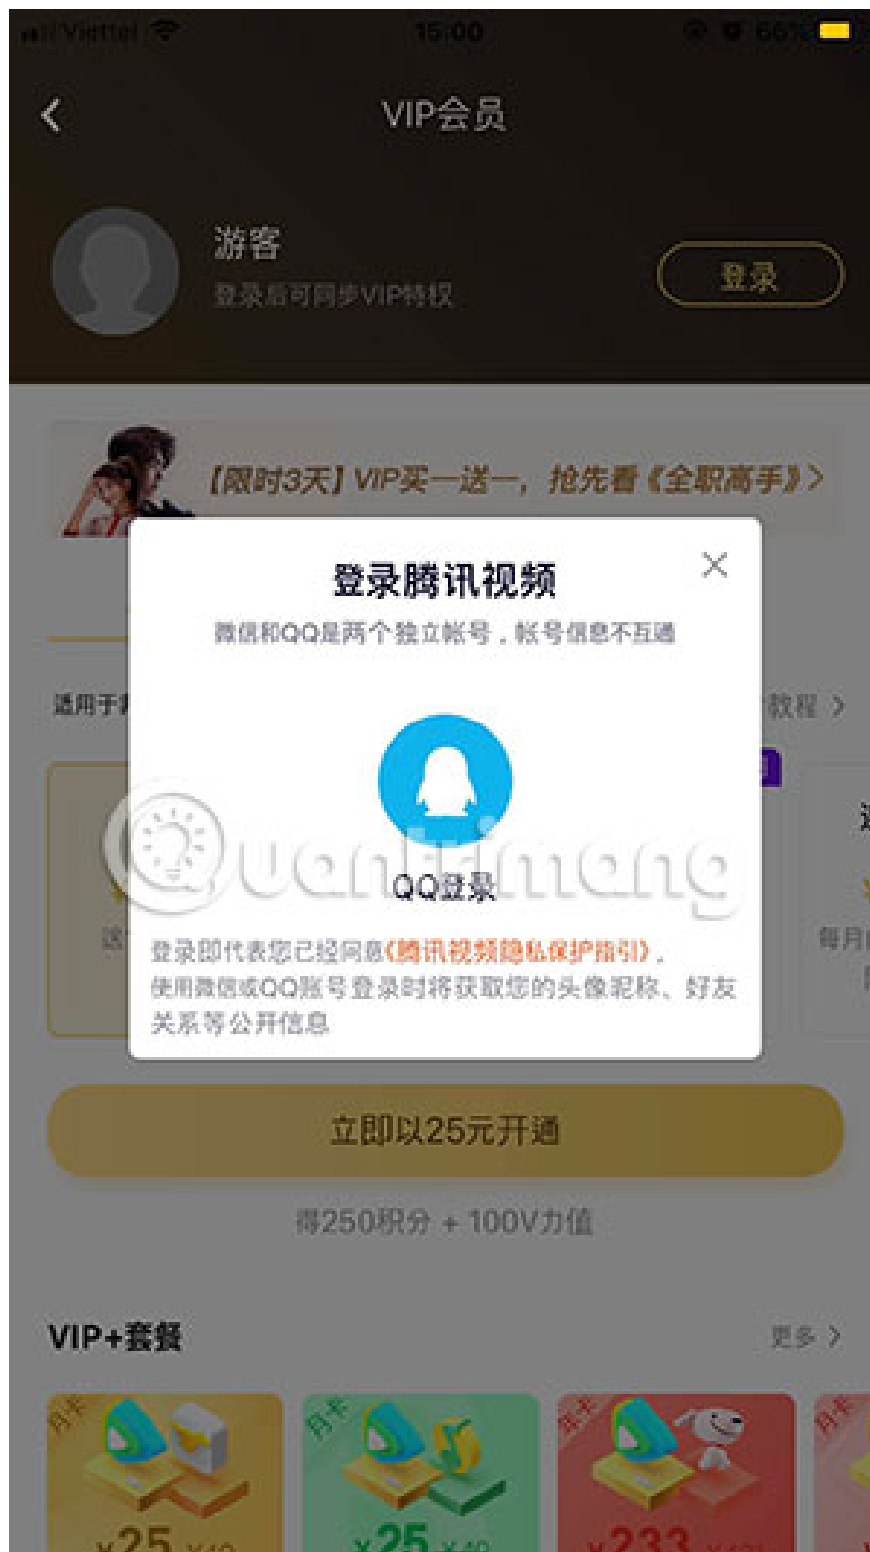 Viettel 15:00 66%
VIP会员
游客
登录后可同步VIP特权
登录
【限时3天】VIP买一送一，抢先看《全职高手》
登录腾讯视频
微信和QQ是两个独立帐号，帐号信息不互通
适用于
教程
Quantrimang
QQ登录
这
每月
登录即代表您已经同意《腾讯视频隐私保护指引》，
使用微信或QQ账号登录时将获取您的头像昵称、好友
关系等公开信息
立即以25元开通
得250积分 + 100V力值
VIP+套餐
更多
月卡 月卡 年卡 月卡
¥25 ¥25 ¥233